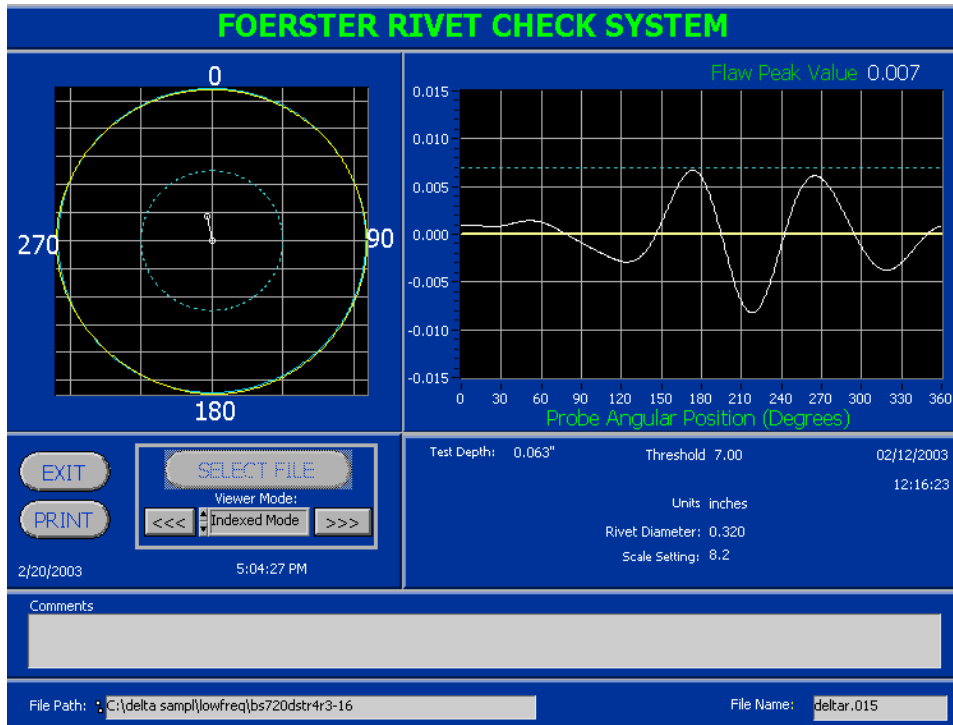 FOERSTER RIVET CHECK SYSTEM
0
270
90
180
Flaw Peak Value 0.007
0.015
0.010
0.005
0.000
-0.005
-0.010
-0.015
0 30 60 90 120 150 180 210 240 270 300 330 360
Probe Angular Position (Degrees)
EXIT
PRINT
SELECT FILE
Viewer Mode:
<<< Indexed Mode >>>
2/20/2003 5:04:27 PM
Test Depth: 0.063" Threshold 7.00 02/12/2003
12:16:23
Units inches
Rivet Diameter: 0.320
Scale Setting: 8.2
Comments
File Path: C:\delta sampl\lowfreq\bs720dstr4r3-16 File Name: deltar.015